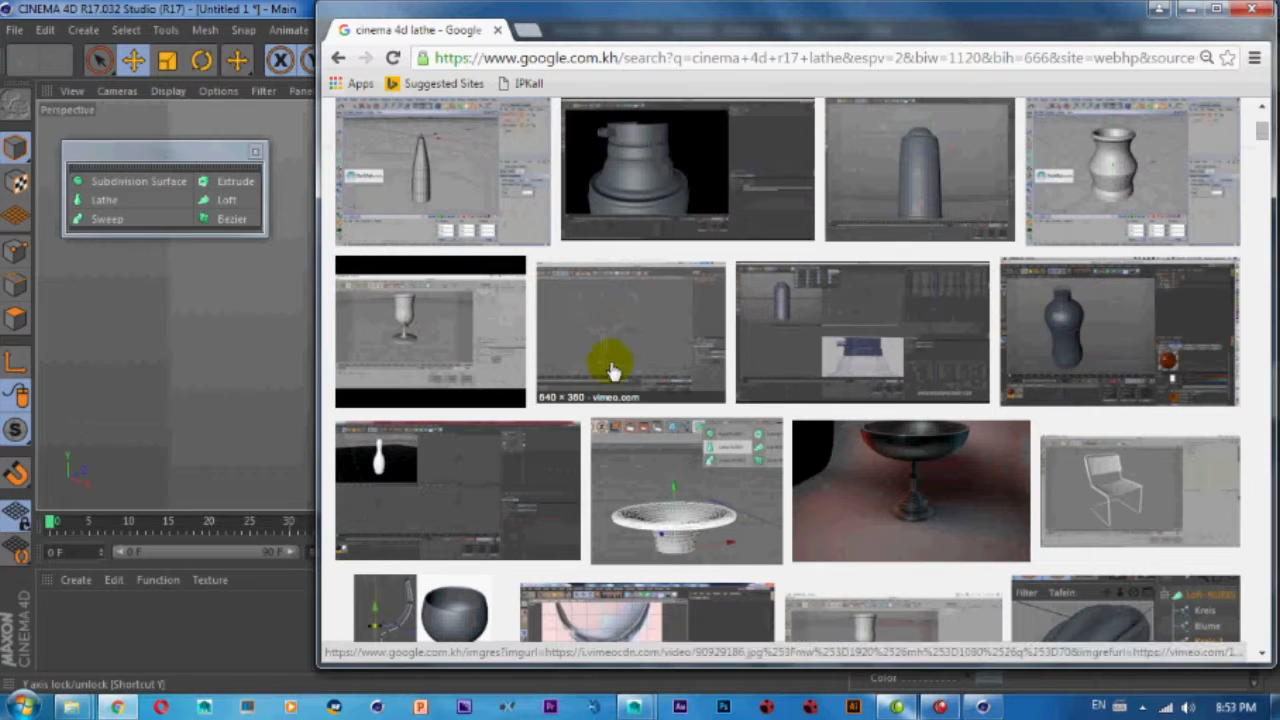 CINEMA 4D R17.032 Studio (R17) - [Untitled 1 *] - Main
File Edit Create Select Tools Mesh Snap Animate
View Cameras Display Options Filter
Perspective
Subdivision Surface Extrude
Lathe Loft
Sweep Bezier
0 5 10 15 20 25 30
0 F 0 F 90 F
Create Edit Function Texture
MAXON
CINEMA 4D
Y axis lock/unlock [Shortcut Y]
cinema 4d lathe - Google
https://www.google.com.kh/search?q=cinema+4d+r17+lathe&espv=2&biw=1120&bih=666&site=webhp&source
Apps Suggested Sites IPKall
640 × 360 - vimeo.com
Filter Tafeln
Kreis
Blume
https://www.google.com.kh/imgres?imgurl=https://i.vimeocdn.com/video/90929186.jpg%253Fmw%253D1920%2526mh%253D1080%2526q%253D70&imgrefurl=https://vimeo.com/1...
Color
EN 8:53 PM